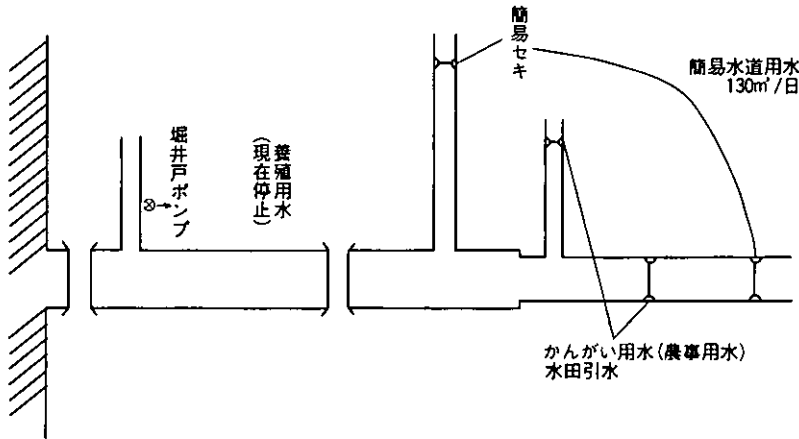 簡易セキ
簡易水道用水
130㎥/日
堀井戸ポンプ
養殖用水
(現在停止)
かんがい用水(農事用水)
水田引水